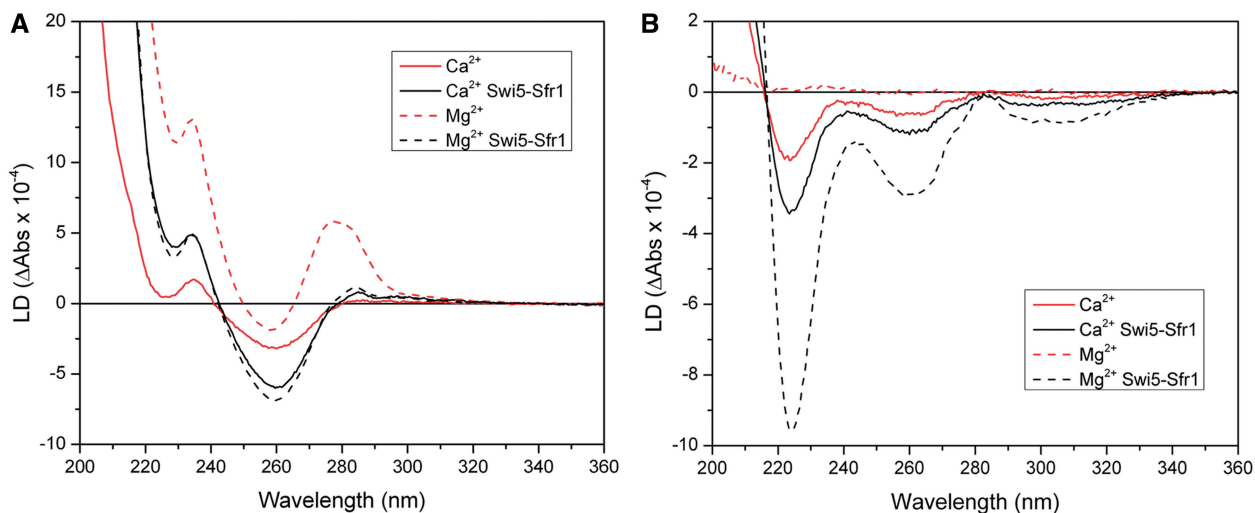 A
20
15
10
5
0
-5
-10
LD (ΔAbs x 10⁻⁴)
Ca²⁺
Ca²⁺ Swi5-Sfr1
Mg²⁺
Mg²⁺ Swi5-Sfr1
200 220 240 260 280 300 320 340 360
Wavelength (nm)
B
2
0
-2
-4
-6
-8
-10
LD (ΔAbs x 10⁻⁴)
Ca²⁺
Ca²⁺ Swi5-Sfr1
Mg²⁺
Mg²⁺ Swi5-Sfr1
200 220 240 260 280 300 320 340 360
Wavelength (nm)